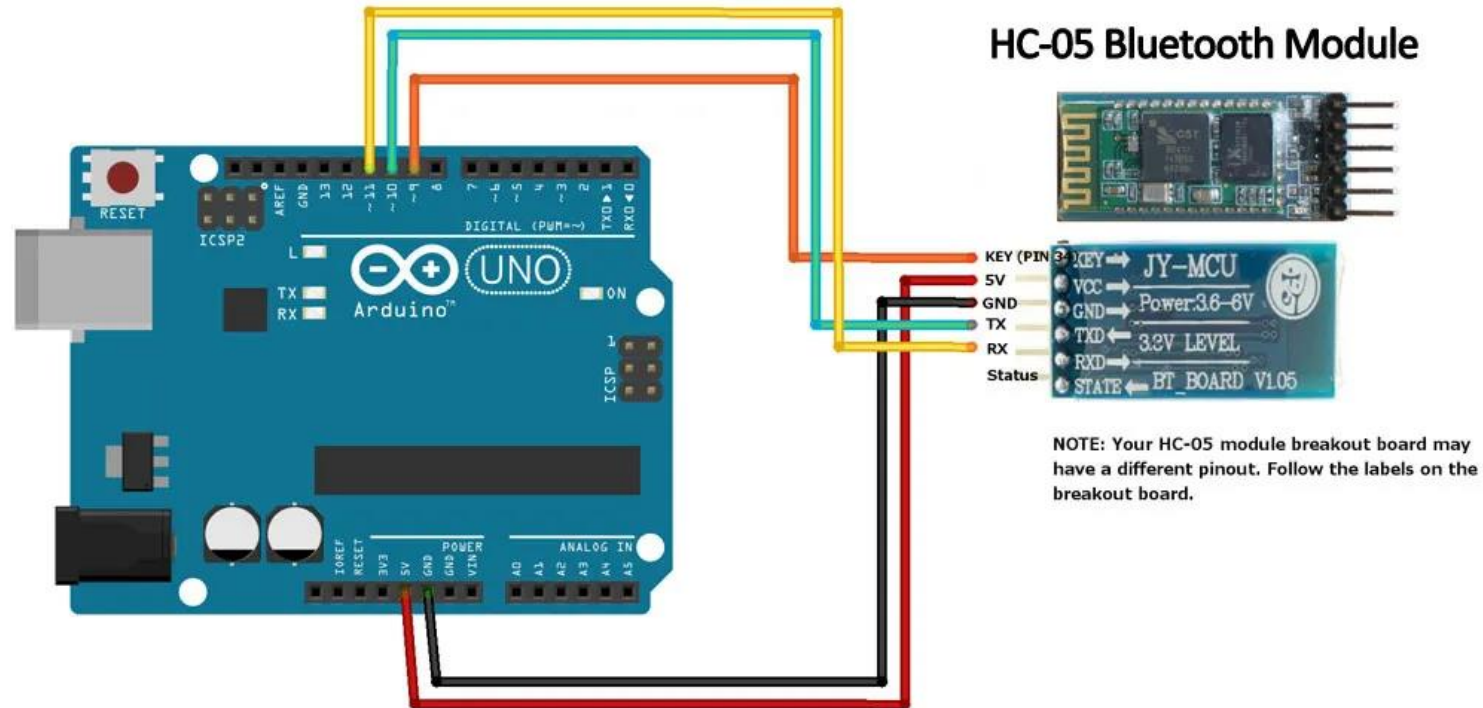 HC-05 Bluetooth Module
RESET
ICSP2
AREF
GND
13
12
~11
~10
~9
8
7
~6
~5
4
~3
2
TX0▶1
RX0◀0
DIGITAL (PWM=~)
L
TX
RX
Arduino™
UNO
ON
1
ICSP
KEY (PIN 34)
5V
GND
TX
RX
Status
KEY
VCC
GND
TXD
RXD
STATE
JY-MCU
Power:3.6-6V
3.3V LEVEL
BT_BOARD V1.05
NOTE: Your HC-05 module breakout board may
have a different pinout. Follow the labels on the
breakout board.
POWER
ANALOG IN
IOREF
RESET
3V3
5V
GND
GND
VIN
A0
A1
A2
A3
A4
A5